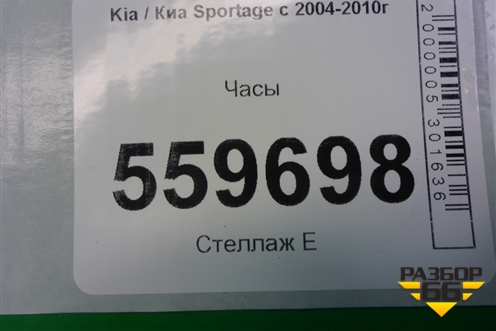 Kia / Киа Sportage с 2004-2010г
Часы
559698
Стеллаж Е
2000005301636
РАЗБОР
66